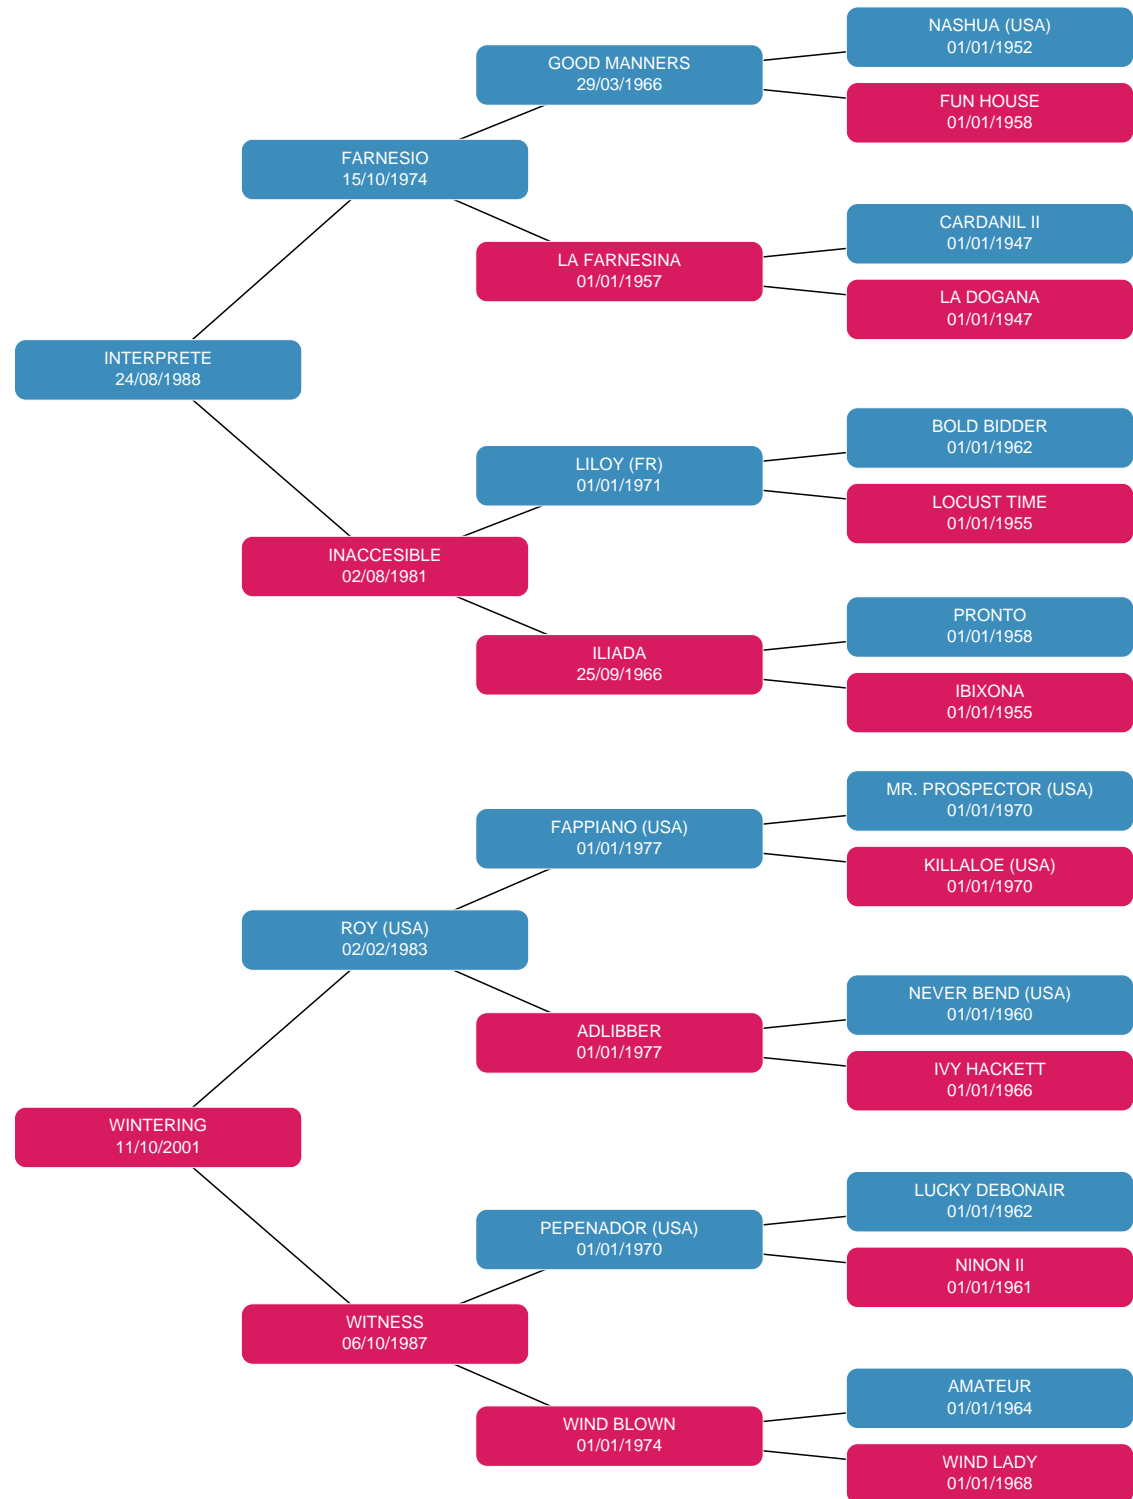 NASHUA (USA)
01/01/1952
GOOD MANNERS
29/03/1966
FUN HOUSE
01/01/1958
FARNESIO
15/10/1974
CARDANIL II
01/01/1947
LA FARNESINA
01/01/1957
LA DOGANA
01/01/1947
INTERPRETE
24/08/1988
BOLD BIDDER
01/01/1962
LILOY (FR)
01/01/1971
LOCUST TIME
01/01/1955
INACCESIBLE
02/08/1981
PRONTO
01/01/1958
ILIADA
25/09/1966
IBIXONA
01/01/1955
MR. PROSPECTOR (USA)
01/01/1970
FAPPIANO (USA)
01/01/1977
KILLALOE (USA)
01/01/1970
ROY (USA)
02/02/1983
NEVER BEND (USA)
01/01/1960
ADLIBBER
01/01/1977
IVY HACKETT
01/01/1966
WINTERING
11/10/2001
LUCKY DEBONAIR
01/01/1962
PEPENADOR (USA)
01/01/1970
NINON II
01/01/1961
WITNESS
06/10/1987
AMATEUR
01/01/1964
WIND BLOWN
01/01/1974
WIND LADY
01/01/1968